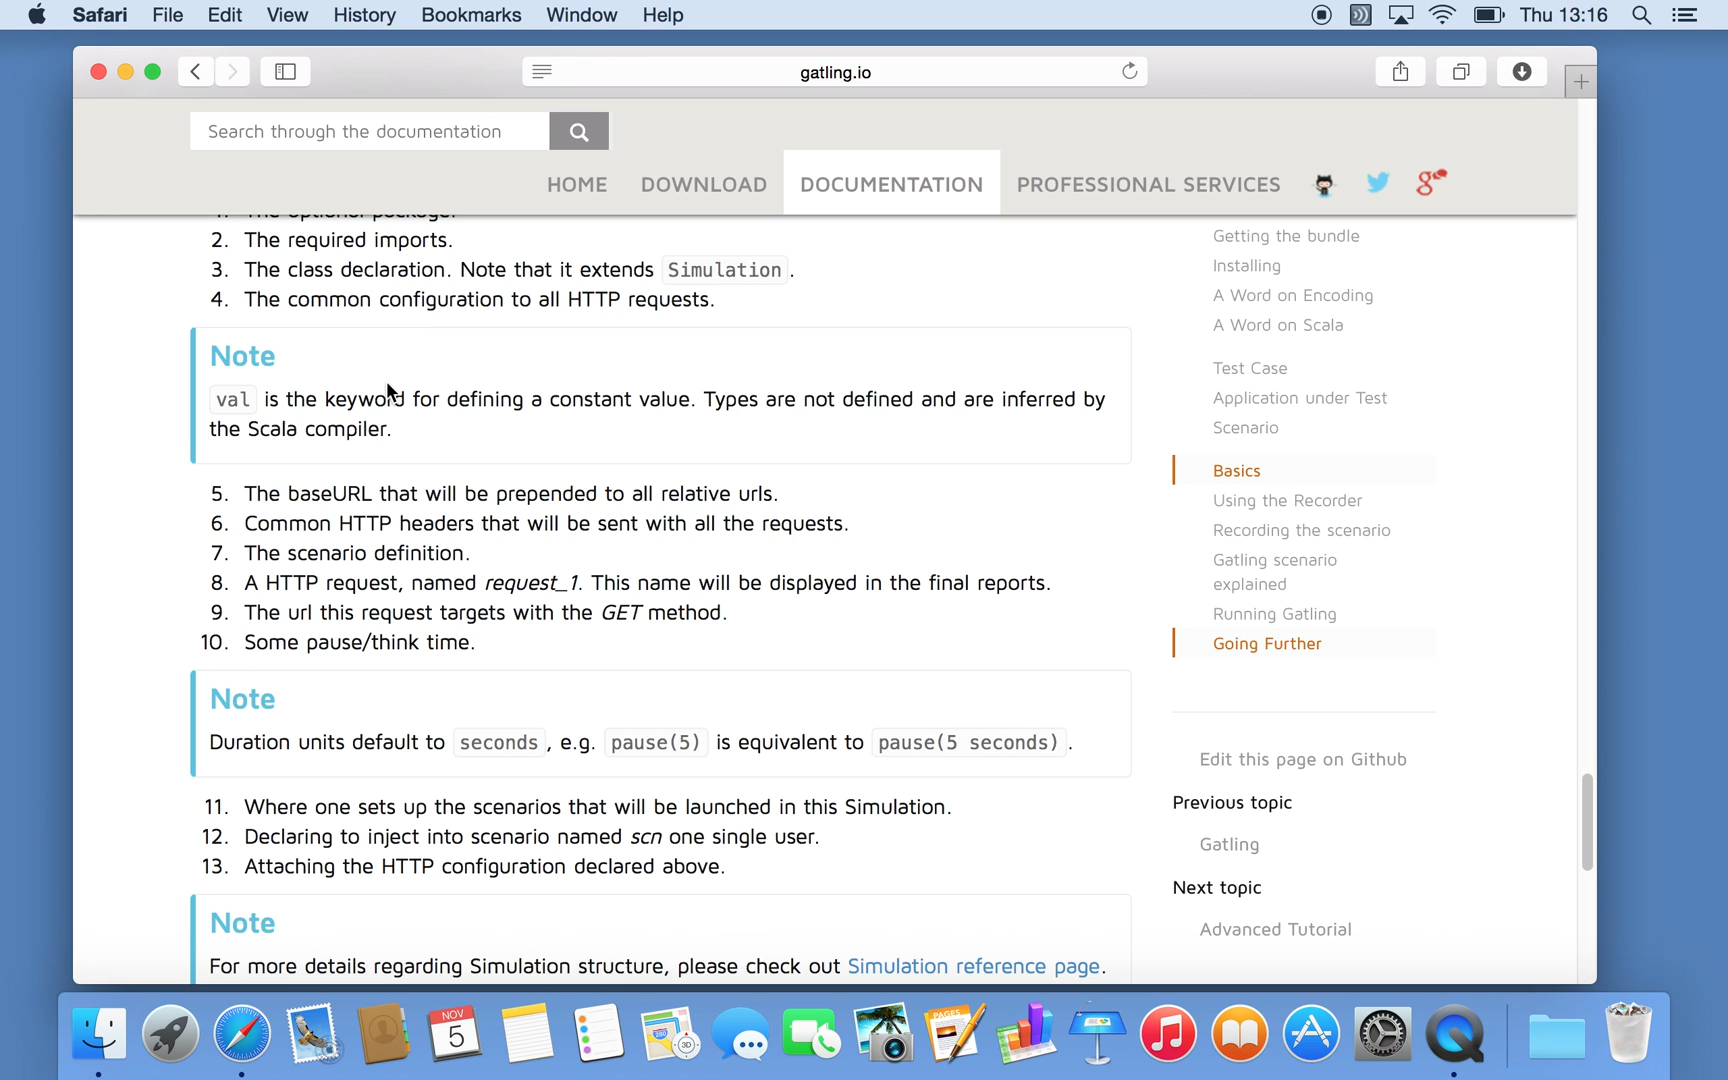 Safari File Edit View History Bookmarks Window Help Thu 13:16
gatling.io
Search through the documentation
HOME DOWNLOAD DOCUMENTATION PROFESSIONAL SERVICES
1. The optional package.
2. The required imports.
3. The class declaration. Note that it extends Simulation .
4. The common configuration to all HTTP requests.
Note
val is the keyword for defining a constant value. Types are not defined and are inferred by
the Scala compiler.
5. The baseURL that will be prepended to all relative urls.
6. Common HTTP headers that will be sent with all the requests.
7. The scenario definition.
8. A HTTP request, named request_1. This name will be displayed in the final reports.
9. The url this request targets with the GET method.
10. Some pause/think time.
Note
Duration units default to seconds , e.g. pause(5) is equivalent to pause(5 seconds) .
11. Where one sets up the scenarios that will be launched in this Simulation.
12. Declaring to inject into scenario named scn one single user.
13. Attaching the HTTP configuration declared above.
Note
For more details regarding Simulation structure, please check out Simulation reference page.
Getting the bundle
Installing
A Word on Encoding
A Word on Scala
Test Case
Application under Test
Scenario
Basics
Using the Recorder
Recording the scenario
Gatling scenario
explained
Running Gatling
Going Further
Edit this page on Github
Previous topic
Gatling
Next topic
Advanced Tutorial
NOV
5
280
3D
PAGES